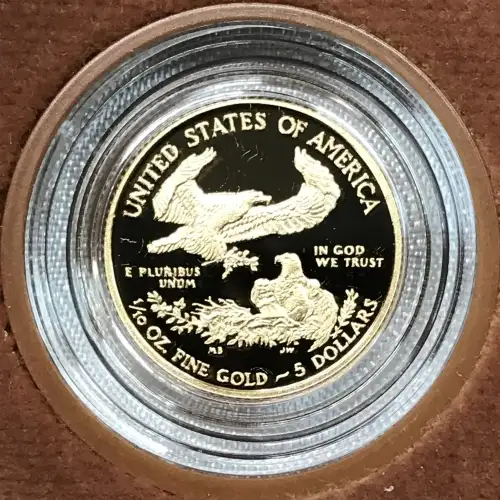 UNITED STATES OF AMERICA
IN GOD
WE TRUST
E PLURIBUS
UNUM
MB JW
1/10 OZ. FINE GOLD ~ 5 DOLLARS